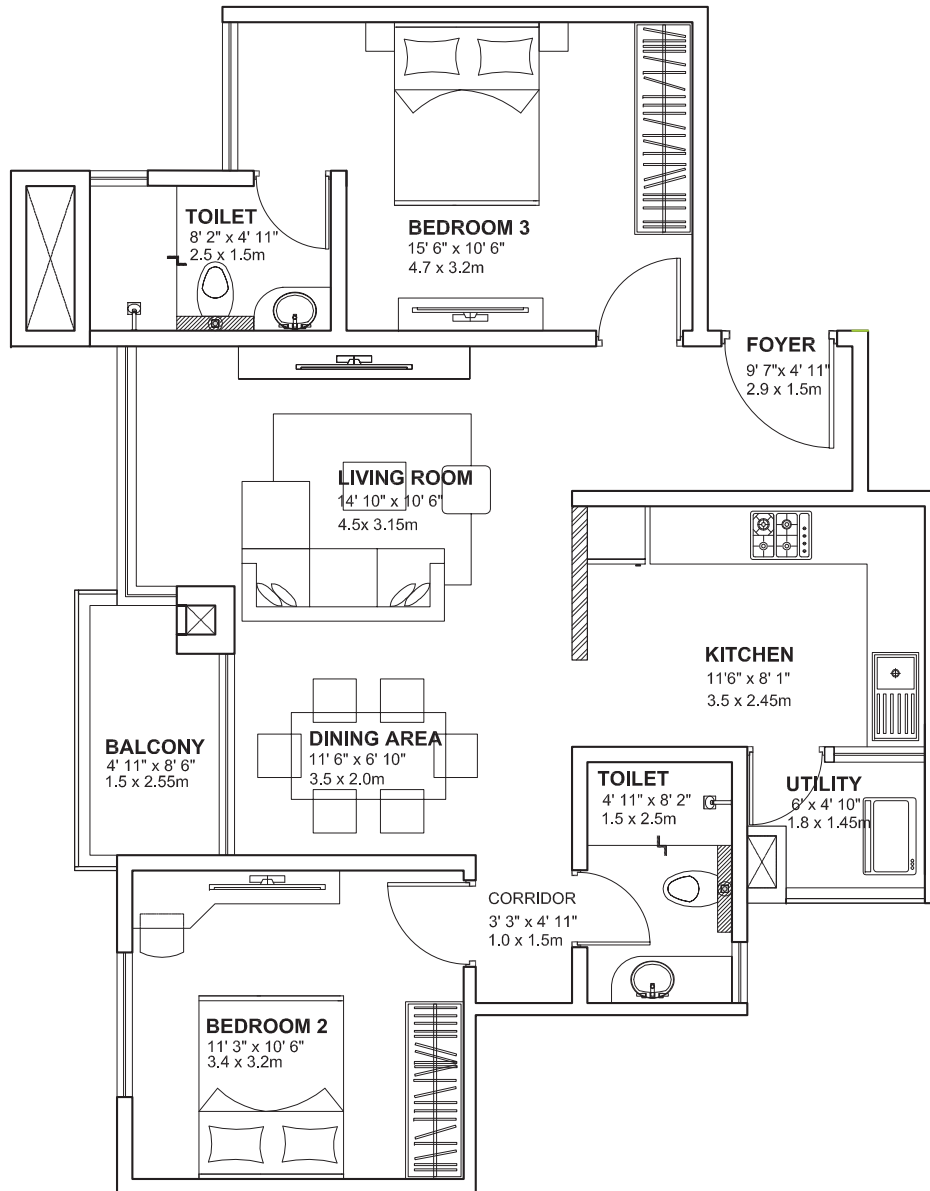 TOILET
8' 2" x 4' 11"
2.5 x 1.5m
BEDROOM 3
15' 6" x 10' 6"
4.7 x 3.2m
FOYER
9' 7"x 4' 11"
2.9 x 1.5m
LIVING ROOM
14' 10" x 10' 6"
4.5x 3.15m
KITCHEN
11'6" x 8' 1"
3.5 x 2.45m
BALCONY
4' 11" x 8' 6"
1.5 x 2.55m
DINING AREA
11' 6" x 6' 10"
3.5 x 2.0m
TOILET
4' 11" x 8' 2"
1.5 x 2.5m
UTILITY
6' x 4' 10"
1.8 x 1.45m
CORRIDOR
3' 3" x 4' 11"
1.0 x 1.5m
BEDROOM 2
11' 3" x 10' 6"
3.4 x 3.2m